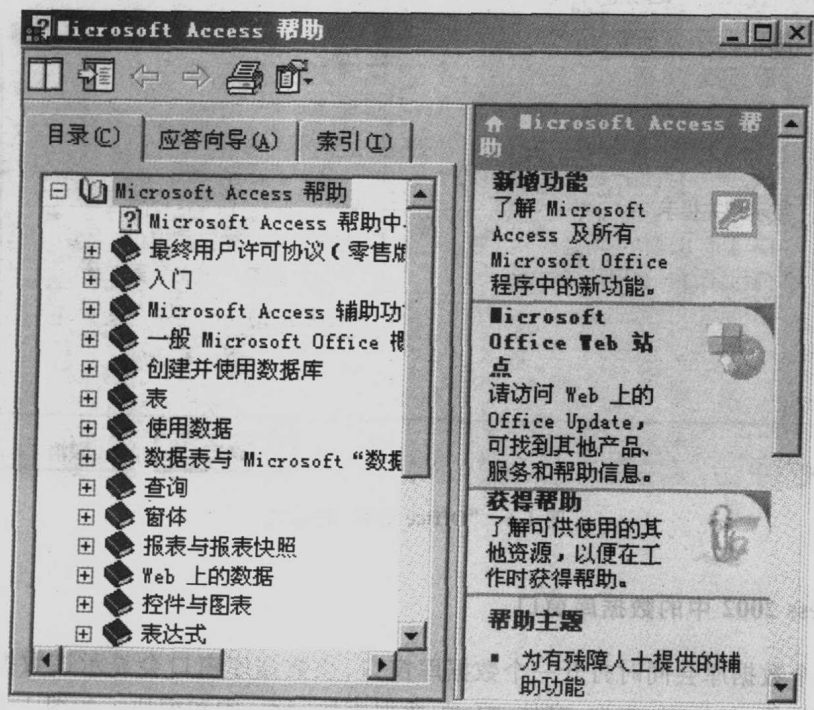 Microsoft Access 帮助
目录(C)
应答向导(A)
索引(I)
Microsoft Access 帮助
Microsoft Access 帮助中
最终用户许可协议(零售版
入门
Microsoft Access 辅助功
一般 Microsoft Office
创建并使用数据库
表
使用数据
数据表与 Microsoft“数据
查询
窗体
报表与报表快照
Web 上的数据
控件与图表
表达式
Microsoft Access 帮
助
新增功能
了解 Microsoft
Access 及所有
Microsoft Office
程序中的新功能。
Microsoft
Office Web 站
点
请访问 Web 上的
Office Update,
可找到其他产品、
服务和帮助信息。
获得帮助
了解可供使用的其
他资源,以便在工
作时获得帮助。
帮助主题
▪ 为有残障人士提供的辅
助功能